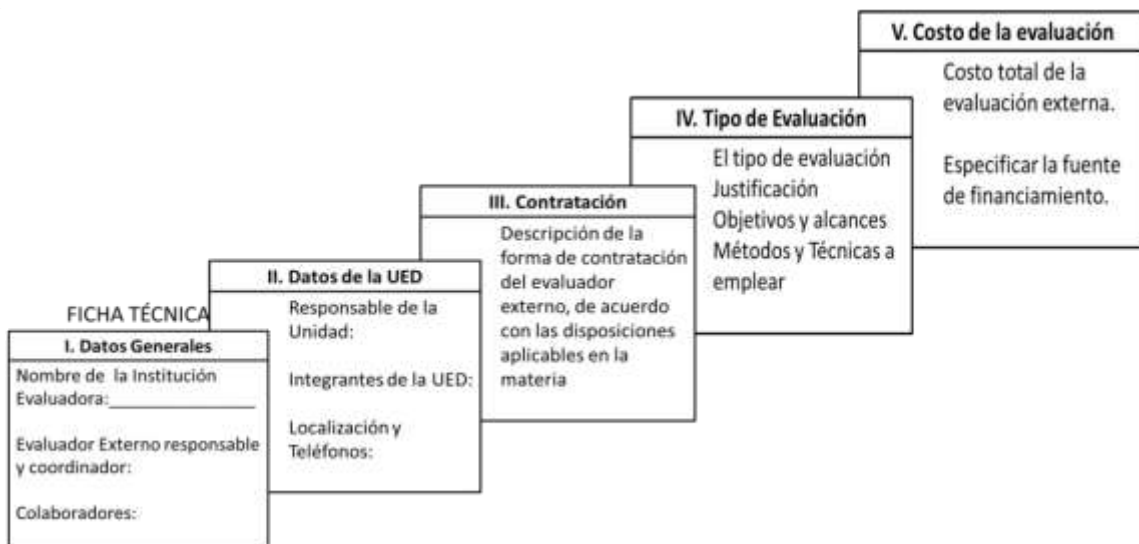 FICHA TÉCNICA
I. Datos Generales
Nombre de la Institución
Evaluadora:_________________
Evaluador Externo responsable
y coordinador:
Colaboradores:
II. Datos de la UED
Responsable de la
Unidad:
Integrantes de la UED:
Localización y
Teléfonos:
III. Contratación
Descripción de la
forma de contratación
del evaluador
externo, de acuerdo
con las disposiciones
aplicables en la
materia
IV. Tipo de Evaluación
El tipo de evaluación
Justificación
Objetivos y alcances
Métodos y Técnicas a
emplear
V. Costo de la evaluación
Costo total de la
evaluación externa.
Especificar la fuente
de financiamiento.